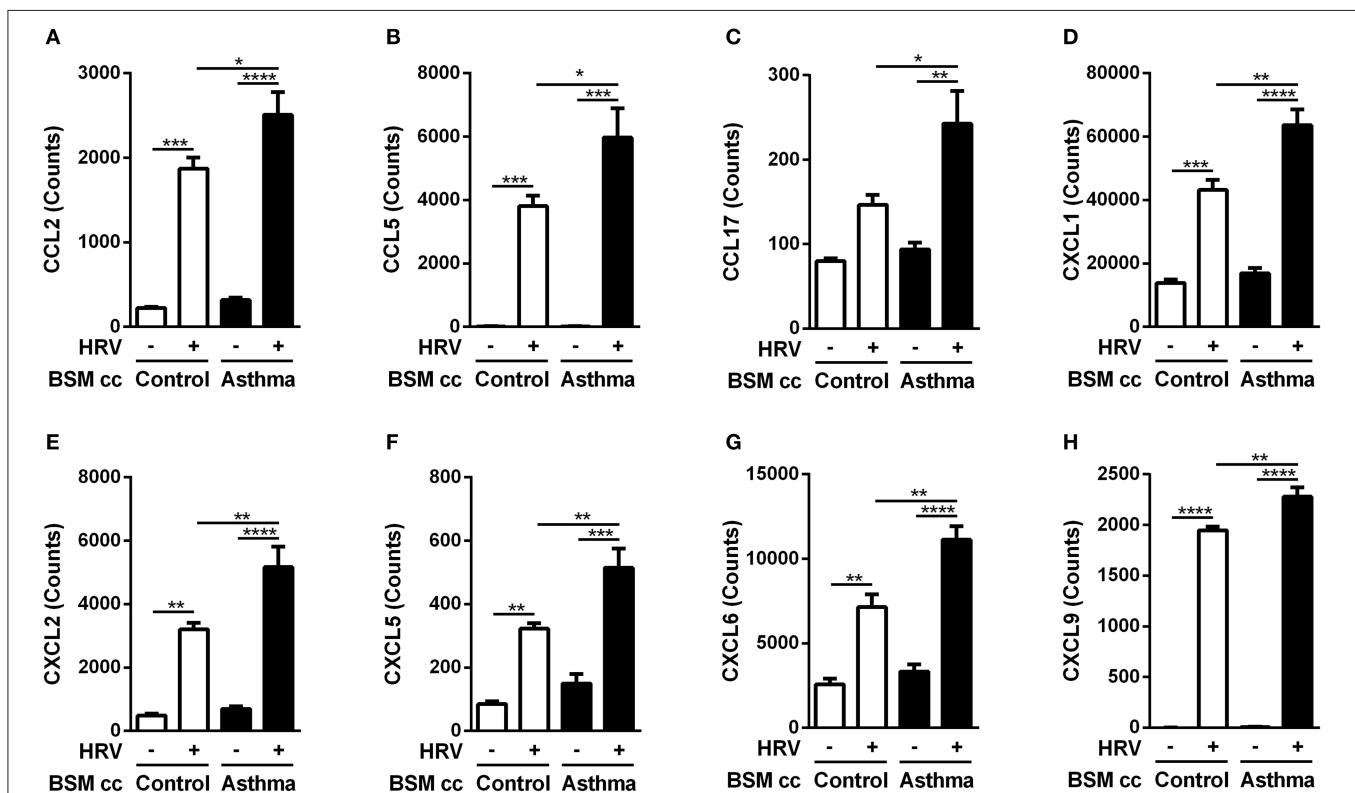 A
CCL2 (Counts)
3000
2000
1000
0
*
****
***
HRV - + - +
BSM cc Control Asthma
B
CCL5 (Counts)
8000
6000
4000
2000
0
*
***
***
HRV - + - +
BSM cc Control Asthma
C
CCL17 (Counts)
300
200
100
0
*
**
HRV - + - +
BSM cc Control Asthma
D
CXCL1 (Counts)
80000
60000
40000
20000
0
**
****
***
HRV - + - +
BSM cc Control Asthma
E
CXCL2 (Counts)
8000
6000
4000
2000
0
**
****
**
HRV - + - +
BSM cc Control Asthma
F
CXCL5 (Counts)
800
600
400
200
0
**
***
**
HRV - + - +
BSM cc Control Asthma
G
CXCL6 (Counts)
15000
10000
5000
0
**
****
**
HRV - + - +
BSM cc Control Asthma
H
CXCL9 (Counts)
2500
2000
1500
1000
500
0
**
****
****
HRV - + - +
BSM cc Control Asthma